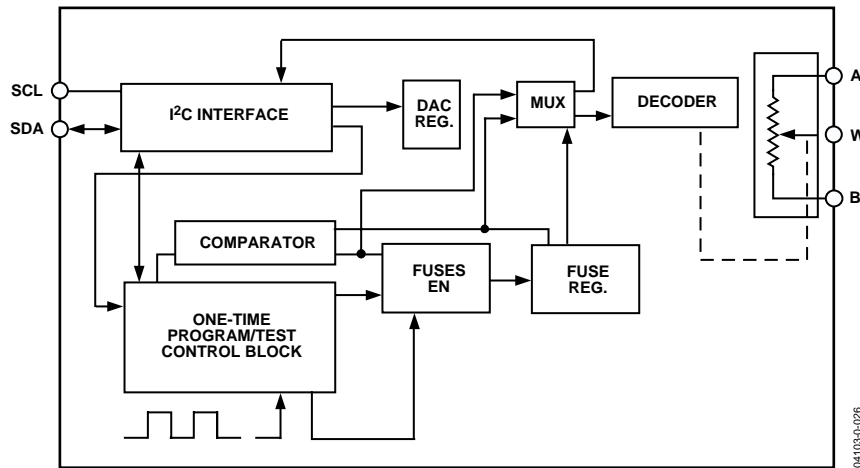 SCL
SDA
I²C INTERFACE
DAC
REG.
MUX
DECODER
A
W
B
COMPARATOR
FUSES
EN
FUSE
REG.
ONE-TIME
PROGRAM/TEST
CONTROL BLOCK
04103-0-026